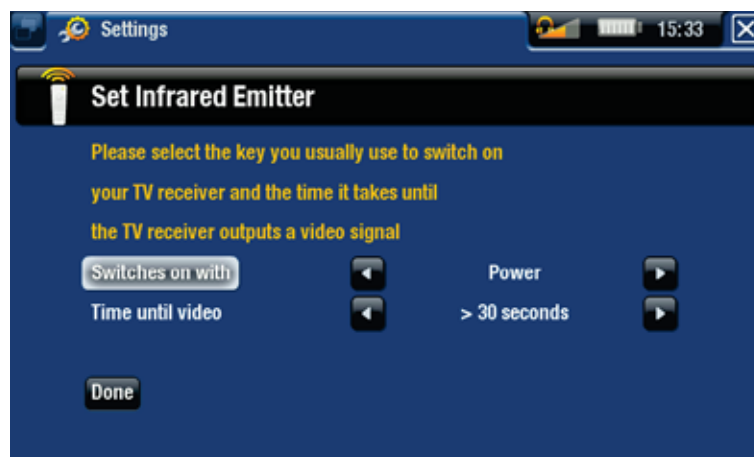 Settings
15:33
Set Infrared Emitter
Please select the key you usually use to switch on
your TV receiver and the time it takes until
the TV receiver outputs a video signal
Switches on with Power
Time until video > 30 seconds
Done